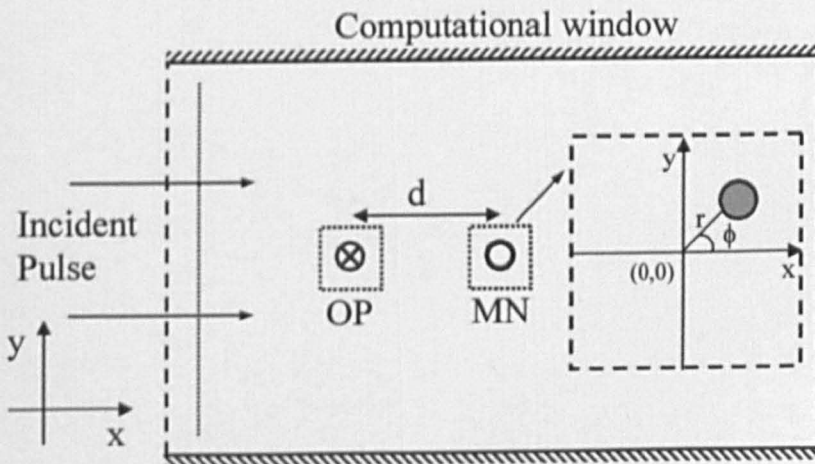 Computational window
Incident
Pulse
d
OP
MN
y
x
y
r
ϕ
x
(0,0)